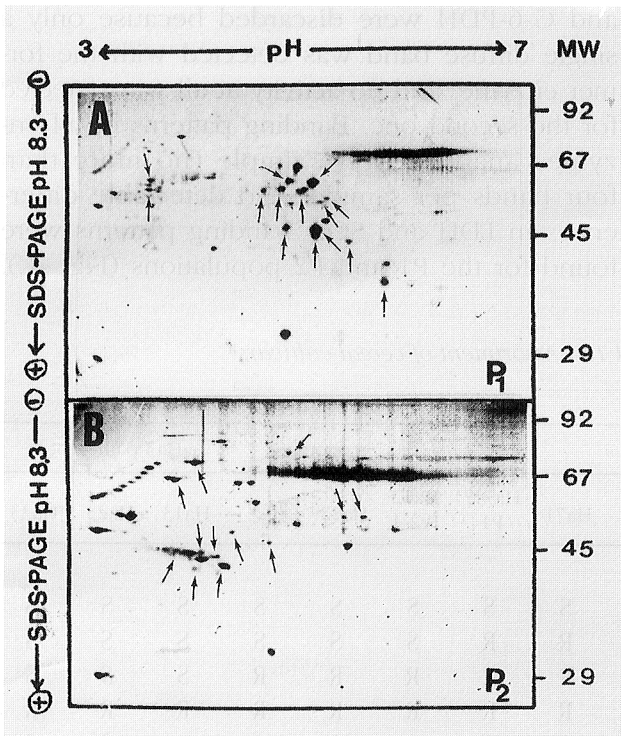 3 ← pH → 7 MW
A
SDS-PAGE pH 8.3
92
67
45
29
P1
B
SDS-PAGE pH 8,3
92
67
45
29
P2